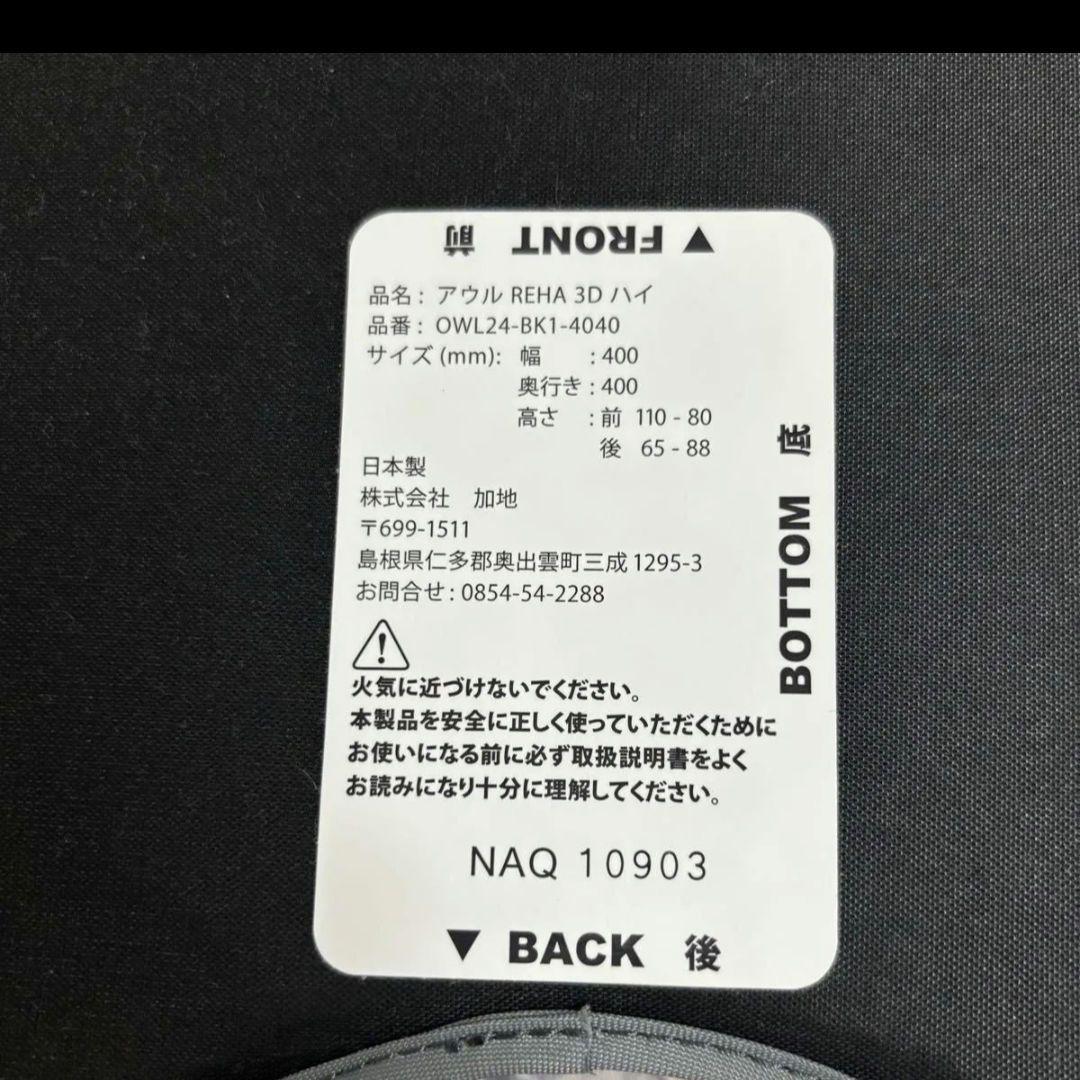 前 FRONT ▲
品名： アウル REHA 3D ハイ
品番： OWL24-BK1-4040
サイズ (mm): 幅 : 400
奥行き : 400
高さ : 前 110 - 80
後 65 - 88
日本製
株式会社 加地
〒699-1511
島根県仁多郡奥出雲町三成 1295-3
お問合せ : 0854-54-2288
火気に近づけないでください。
本製品を安全に正しく使っていただくために
お使いになる前に必ず取扱説明書をよく
お読みになり十分に理解してください。
NAQ 10903
▼ BACK 後
BOTTOM 底